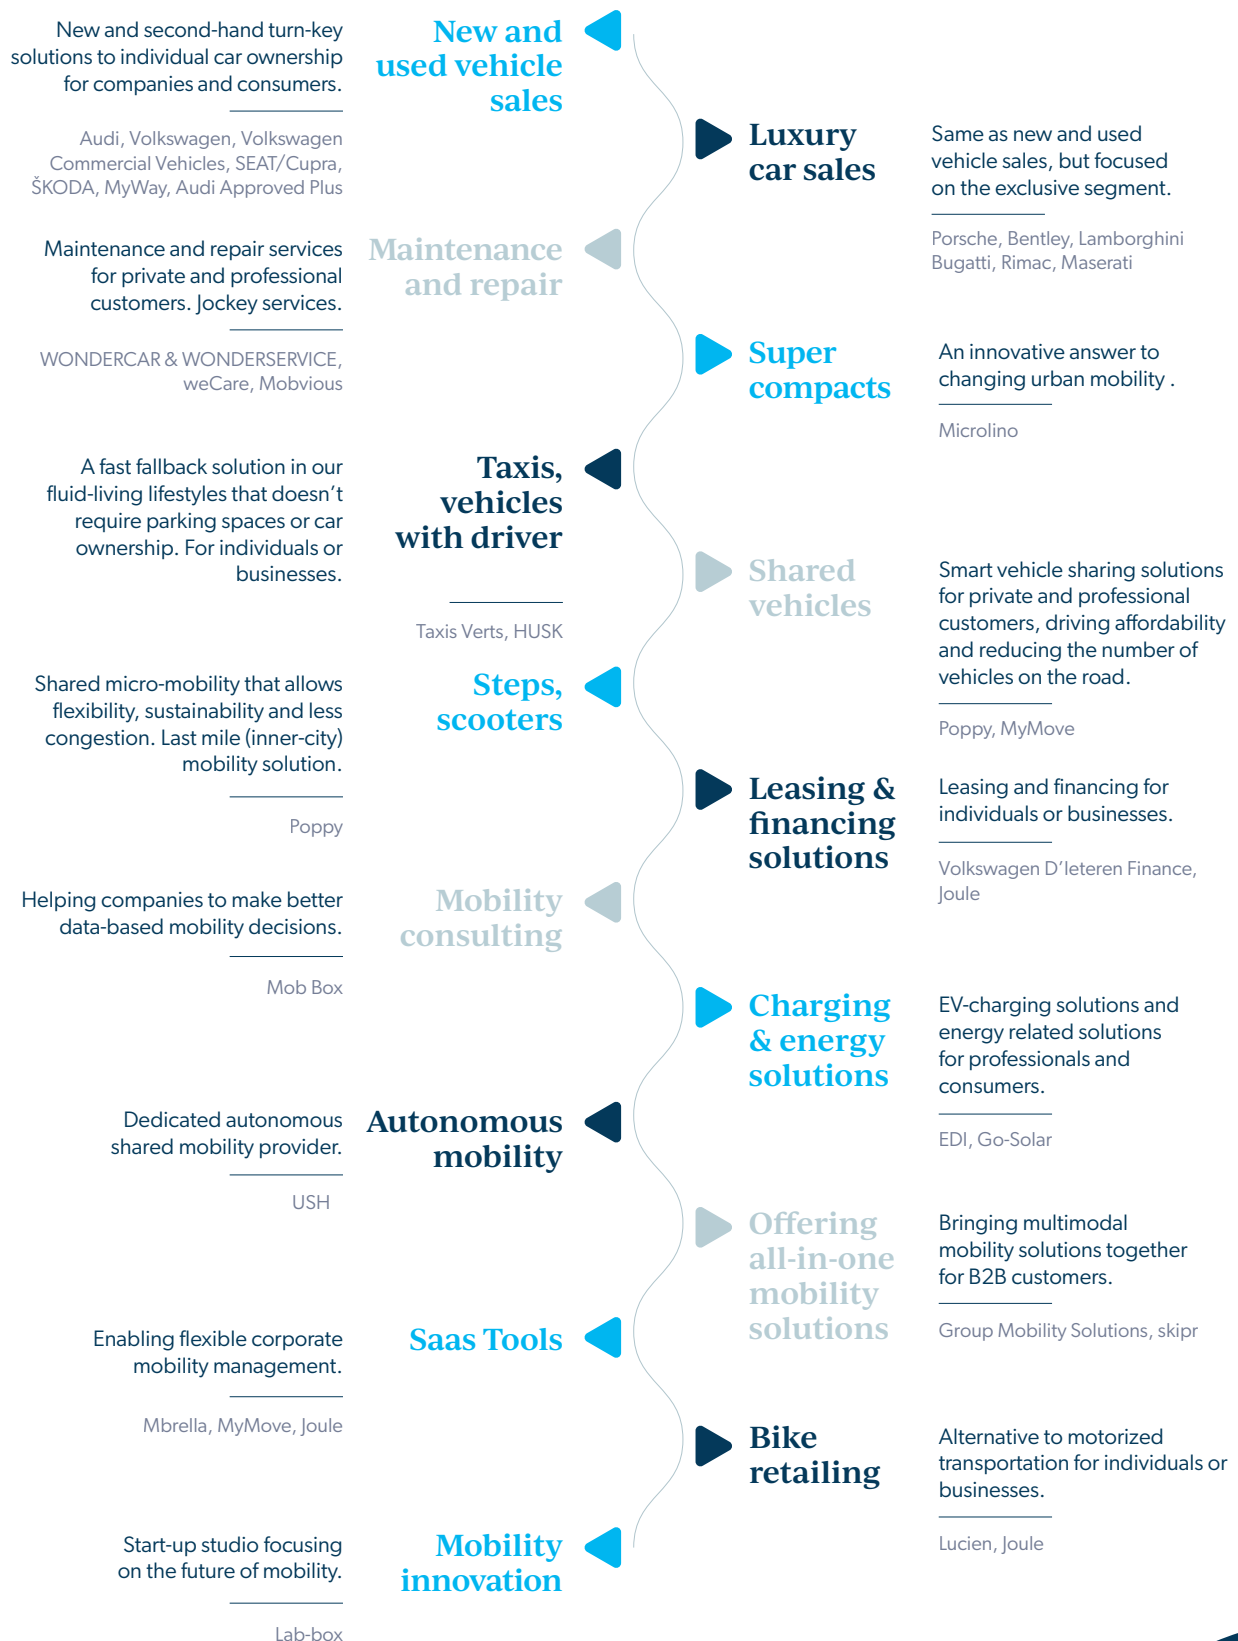 New and
used vehicle
sales
New and second-hand turn-key
solutions to individual car ownership
for companies and consumers.
Audi, Volkswagen, Volkswagen
Commercial Vehicles, SEAT/Cupra,
ŠKODA, MyWay, Audi Approved Plus
Luxury
car sales
Same as new and used
vehicle sales, but focused
on the exclusive segment.
Porsche, Bentley, Lamborghini
Bugatti, Rimac, Maserati
Maintenance
and repair
Maintenance and repair services
for private and professional
customers. Jockey services.
WONDERCAR & WONDERSERVICE,
weCare, Mobvious
Super
compacts
An innovative answer to
changing urban mobility .
Microlino
Taxis,
vehicles
with driver
A fast fallback solution in our
fluid-living lifestyles that doesn't
require parking spaces or car
ownership. For individuals or
businesses.
Taxis Verts, HUSK
Shared
vehicles
Smart vehicle sharing solutions
for private and professional
customers, driving affordability
and reducing the number of
vehicles on the road.
Poppy, MyMove
Steps,
scooters
Shared micro-mobility that allows
flexibility, sustainability and less
congestion. Last mile (inner-city)
mobility solution.
Poppy
Leasing &
financing
solutions
Leasing and financing for
individuals or businesses.
Volkswagen D'Ieteren Finance,
Joule
Mobility
consulting
Helping companies to make better
data-based mobility decisions.
Mob Box
Charging
& energy
solutions
EV-charging solutions and
energy related solutions
for professionals and
consumers.
EDI, Go-Solar
Autonomous
mobility
Dedicated autonomous
shared mobility provider.
USH
Offering
all-in-one
mobility
solutions
Bringing multimodal
mobility solutions together
for B2B customers.
Group Mobility Solutions, skipr
Saas Tools
Enabling flexible corporate
mobility management.
Mbrella, MyMove, Joule
Bike
retailing
Alternative to motorized
transportation for individuals or
businesses.
Lucien, Joule
Mobility
innovation
Start-up studio focusing
on the future of mobility.
Lab-box